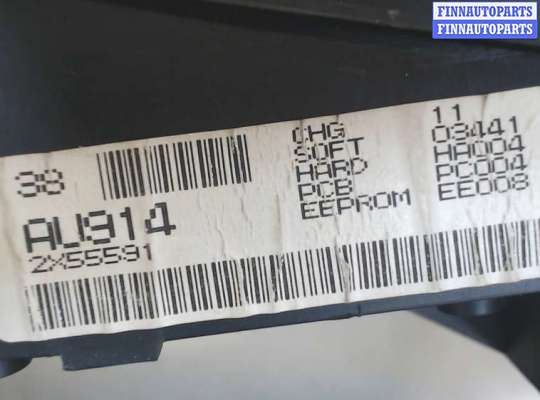 FINNAUTOPARTS
FINNAUTOPARTS
38
AU914
2X55591
CHG 11
SOFT 03441
HARD HA004
PCB PC004
EEPROM EE008